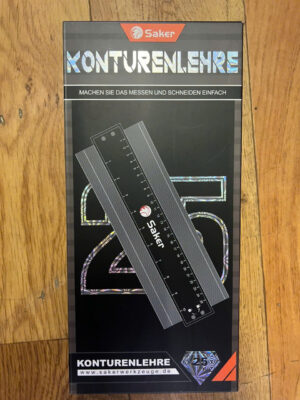 Saker
KONTURENLEHRE
MACHEN SIE DAS MESSEN UND SCHNEIDEN EINFACH
Saker
KONTURENLEHRE
www.sakerwerkzeuge.de